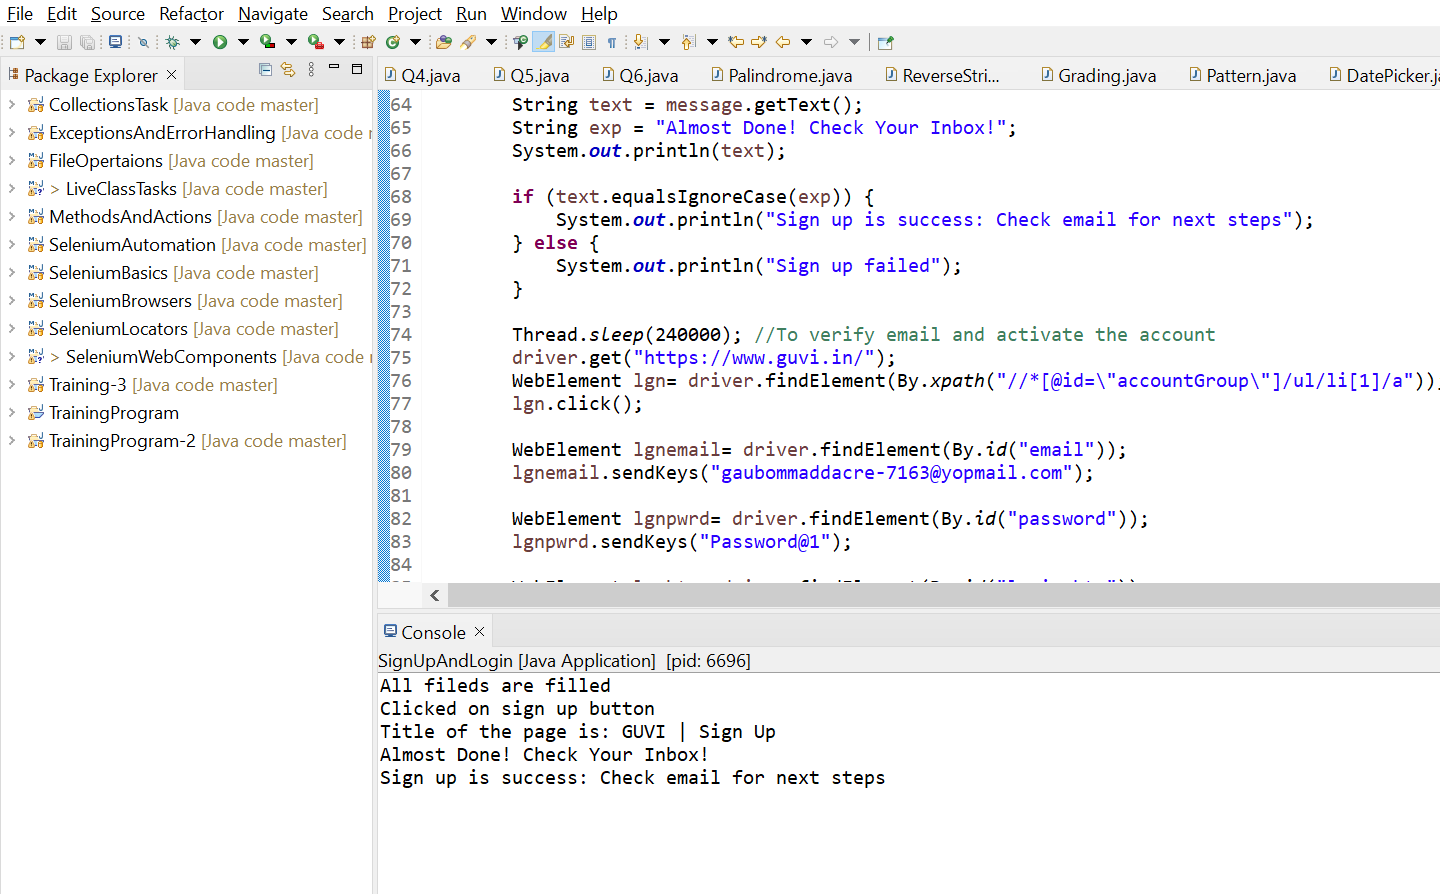 File Edit Source Refactor Navigate Search Project Run Window Help
Package Explorer
CollectionsTask [Java code master]
ExceptionsAndErrorHandling [Java code
FileOpertaions [Java code master]
> LiveClassTasks [Java code master]
MethodsAndActions [Java code master]
SeleniumAutomation [Java code master]
SeleniumBasics [Java code master]
SeleniumBrowsers [Java code master]
SeleniumLocators [Java code master]
> SeleniumWebComponents [Java code
Training-3 [Java code master]
TrainingProgram
TrainingProgram-2 [Java code master]
Q4.java Q5.java Q6.java Palindrome.java ReverseStri... Grading.java Pattern.java DatePicker.ja
64 String text = message.getText();
65 String exp = "Almost Done! Check Your Inbox!";
66 System.out.println(text);
67
68 if (text.equalsIgnoreCase(exp)) {
69 System.out.println("Sign up is success: Check email for next steps");
70 } else {
71 System.out.println("Sign up failed");
72 }
73
74 Thread.sleep(240000); //To verify email and activate the account
75 driver.get("https://www.guvi.in/");
76 WebElement lgn= driver.findElement(By.xpath("//*[@id=\"accountGroup\"]/ul/li[1]/a"))
77 lgn.click();
78
79 WebElement lgnemail= driver.findElement(By.id("email"));
80 lgnemail.sendKeys("gaubommaddacre-7163@yopmail.com");
81
82 WebElement lgnpwrd= driver.findElement(By.id("password"));
83 lgnpwrd.sendKeys("Password@1");
84
Console
SignUpAndLogin [Java Application] [pid: 6696]
All fileds are filled
Clicked on sign up button
Title of the page is: GUVI | Sign Up
Almost Done! Check Your Inbox!
Sign up is success: Check email for next steps